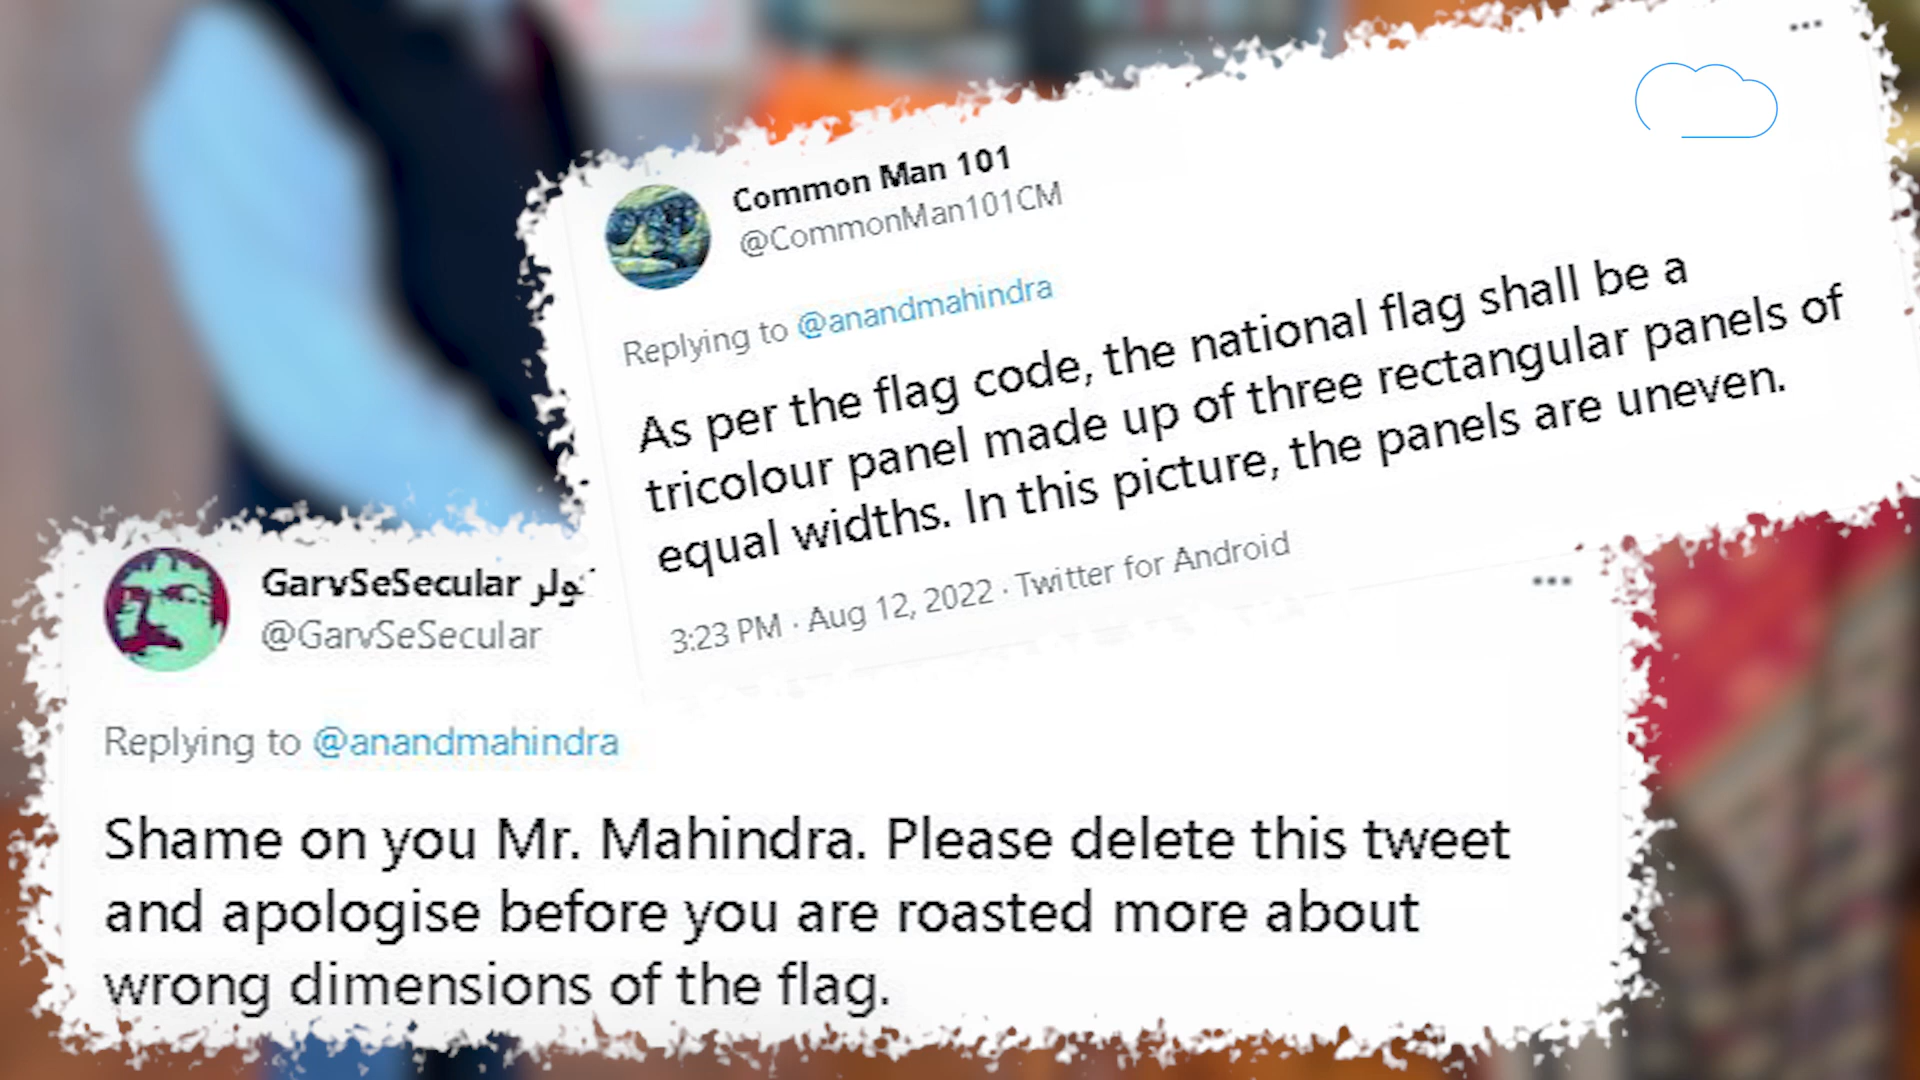 Common Man 101
@CommonMan101CM
Replying to @anandmahindra
As per the flag code, the national flag shall be a
tricolour panel made up of three rectangular panels of
equal widths. In this picture, the panels are uneven.
3:23 PM · Aug 12, 2022 · Twitter for Android
GarvSeSecular
@GarvSeSecular
Replying to @anandmahindra
Shame on you Mr. Mahindra. Please delete this tweet
and apologise before you are roasted more about
wrong dimensions of the flag.